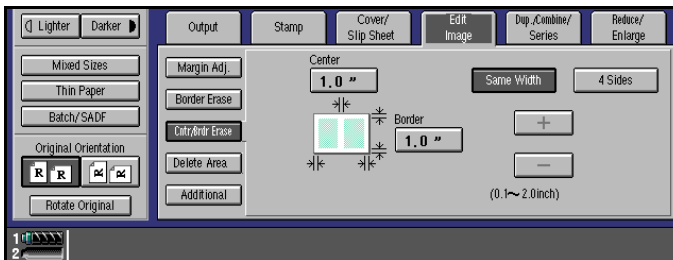 Lighter
Darker
Output
Stamp
Cover/
Slip Sheet
Edit
Image
Dup./Combine/
Series
Reduce/
Enlarge
Mixed Sizes
Thin Paper
Batch/SADF
Original Orientation
R R R R
Rotate Original
Margin Adj.
Border Erase
Cntr/Brdr Erase
Delete Area
Additional
Center
1.0 "
Border
1.0 "
Same Width
4 Sides
+
−
(0.1~2.0inch)
1
2